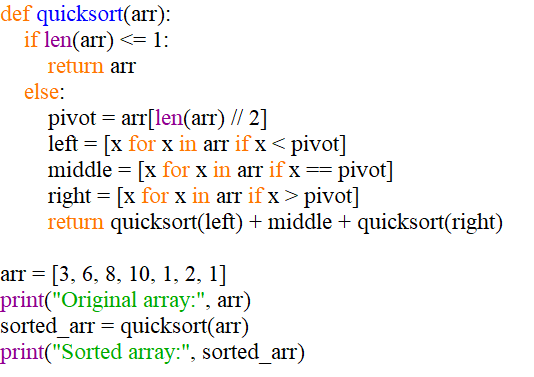 def quicksort(arr):
    if len(arr) <= 1:
        return arr
    else:
        pivot = arr[len(arr) // 2]
        left = [x for x in arr if x < pivot]
        middle = [x for x in arr if x == pivot]
        right = [x for x in arr if x > pivot]
        return quicksort(left) + middle + quicksort(right)

arr = [3, 6, 8, 10, 1, 2, 1]
print("Original array:", arr)
sorted_arr = quicksort(arr)
print("Sorted array:", sorted_arr)